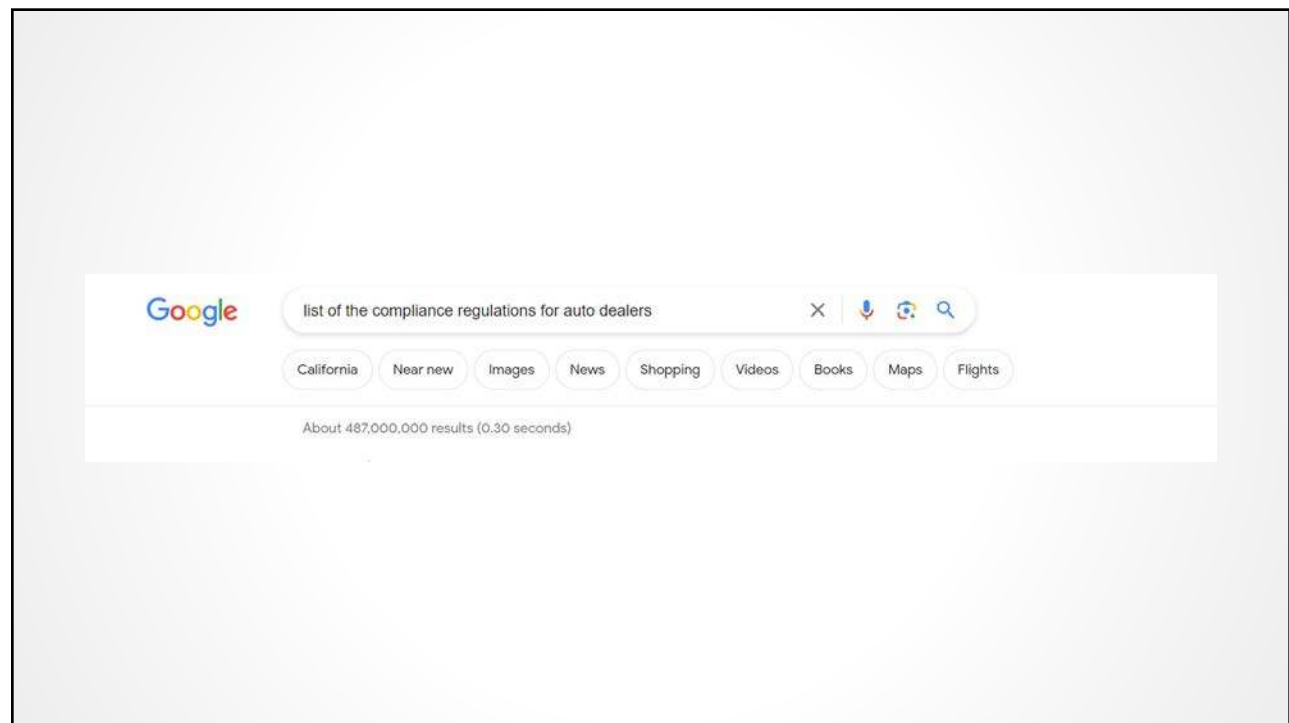 Google
list of the compliance regulations for auto dealers
California Near new Images News Shopping Videos Books Maps Flights
About 487,000,000 results (0.30 seconds)